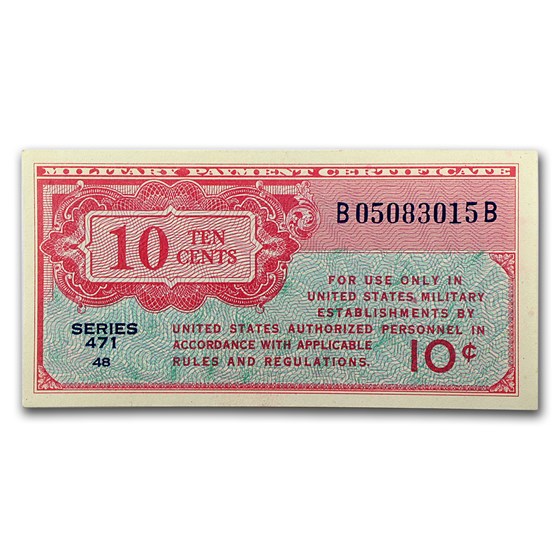 MILITARY PAYMENT CERTIFICATE
B05083015B
10 TEN CENTS
FOR USE ONLY IN
UNITED STATES MILITARY
ESTABLISHMENTS BY
UNITED STATES AUTHORIZED PERSONNEL IN
ACCORDANCE WITH APPLICABLE
RULES AND REGULATIONS.
SERIES
471
48
10¢